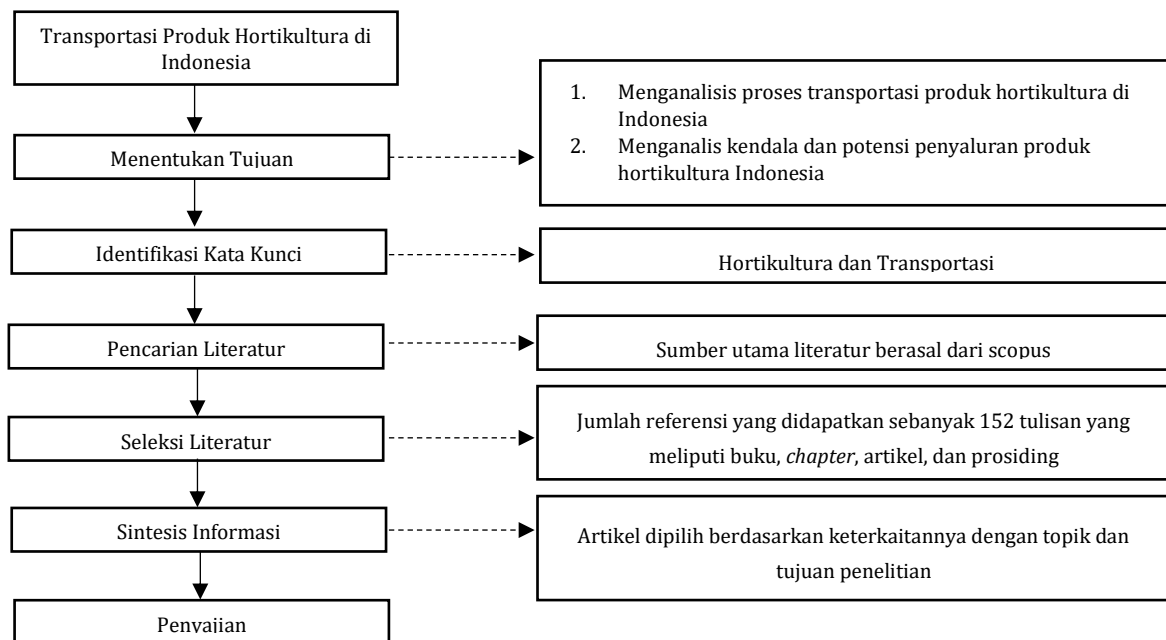 Transportasi Produk Hortikultura di
Indonesia
Menentukan Tujuan
1. Menganalisis proses transportasi produk hortikultura di
Indonesia
2. Menganalis kendala dan potensi penyaluran produk
hortikultura Indonesia
Identifikasi Kata Kunci
Hortikultura dan Transportasi
Pencarian Literatur
Sumber utama literatur berasal dari scopus
Seleksi Literatur
Jumlah referensi yang didapatkan sebanyak 152 tulisan yang
meliputi buku, chapter, artikel, dan prosiding
Sintesis Informasi
Artikel dipilih berdasarkan keterkaitannya dengan topik dan
tujuan penelitian
Penyajian